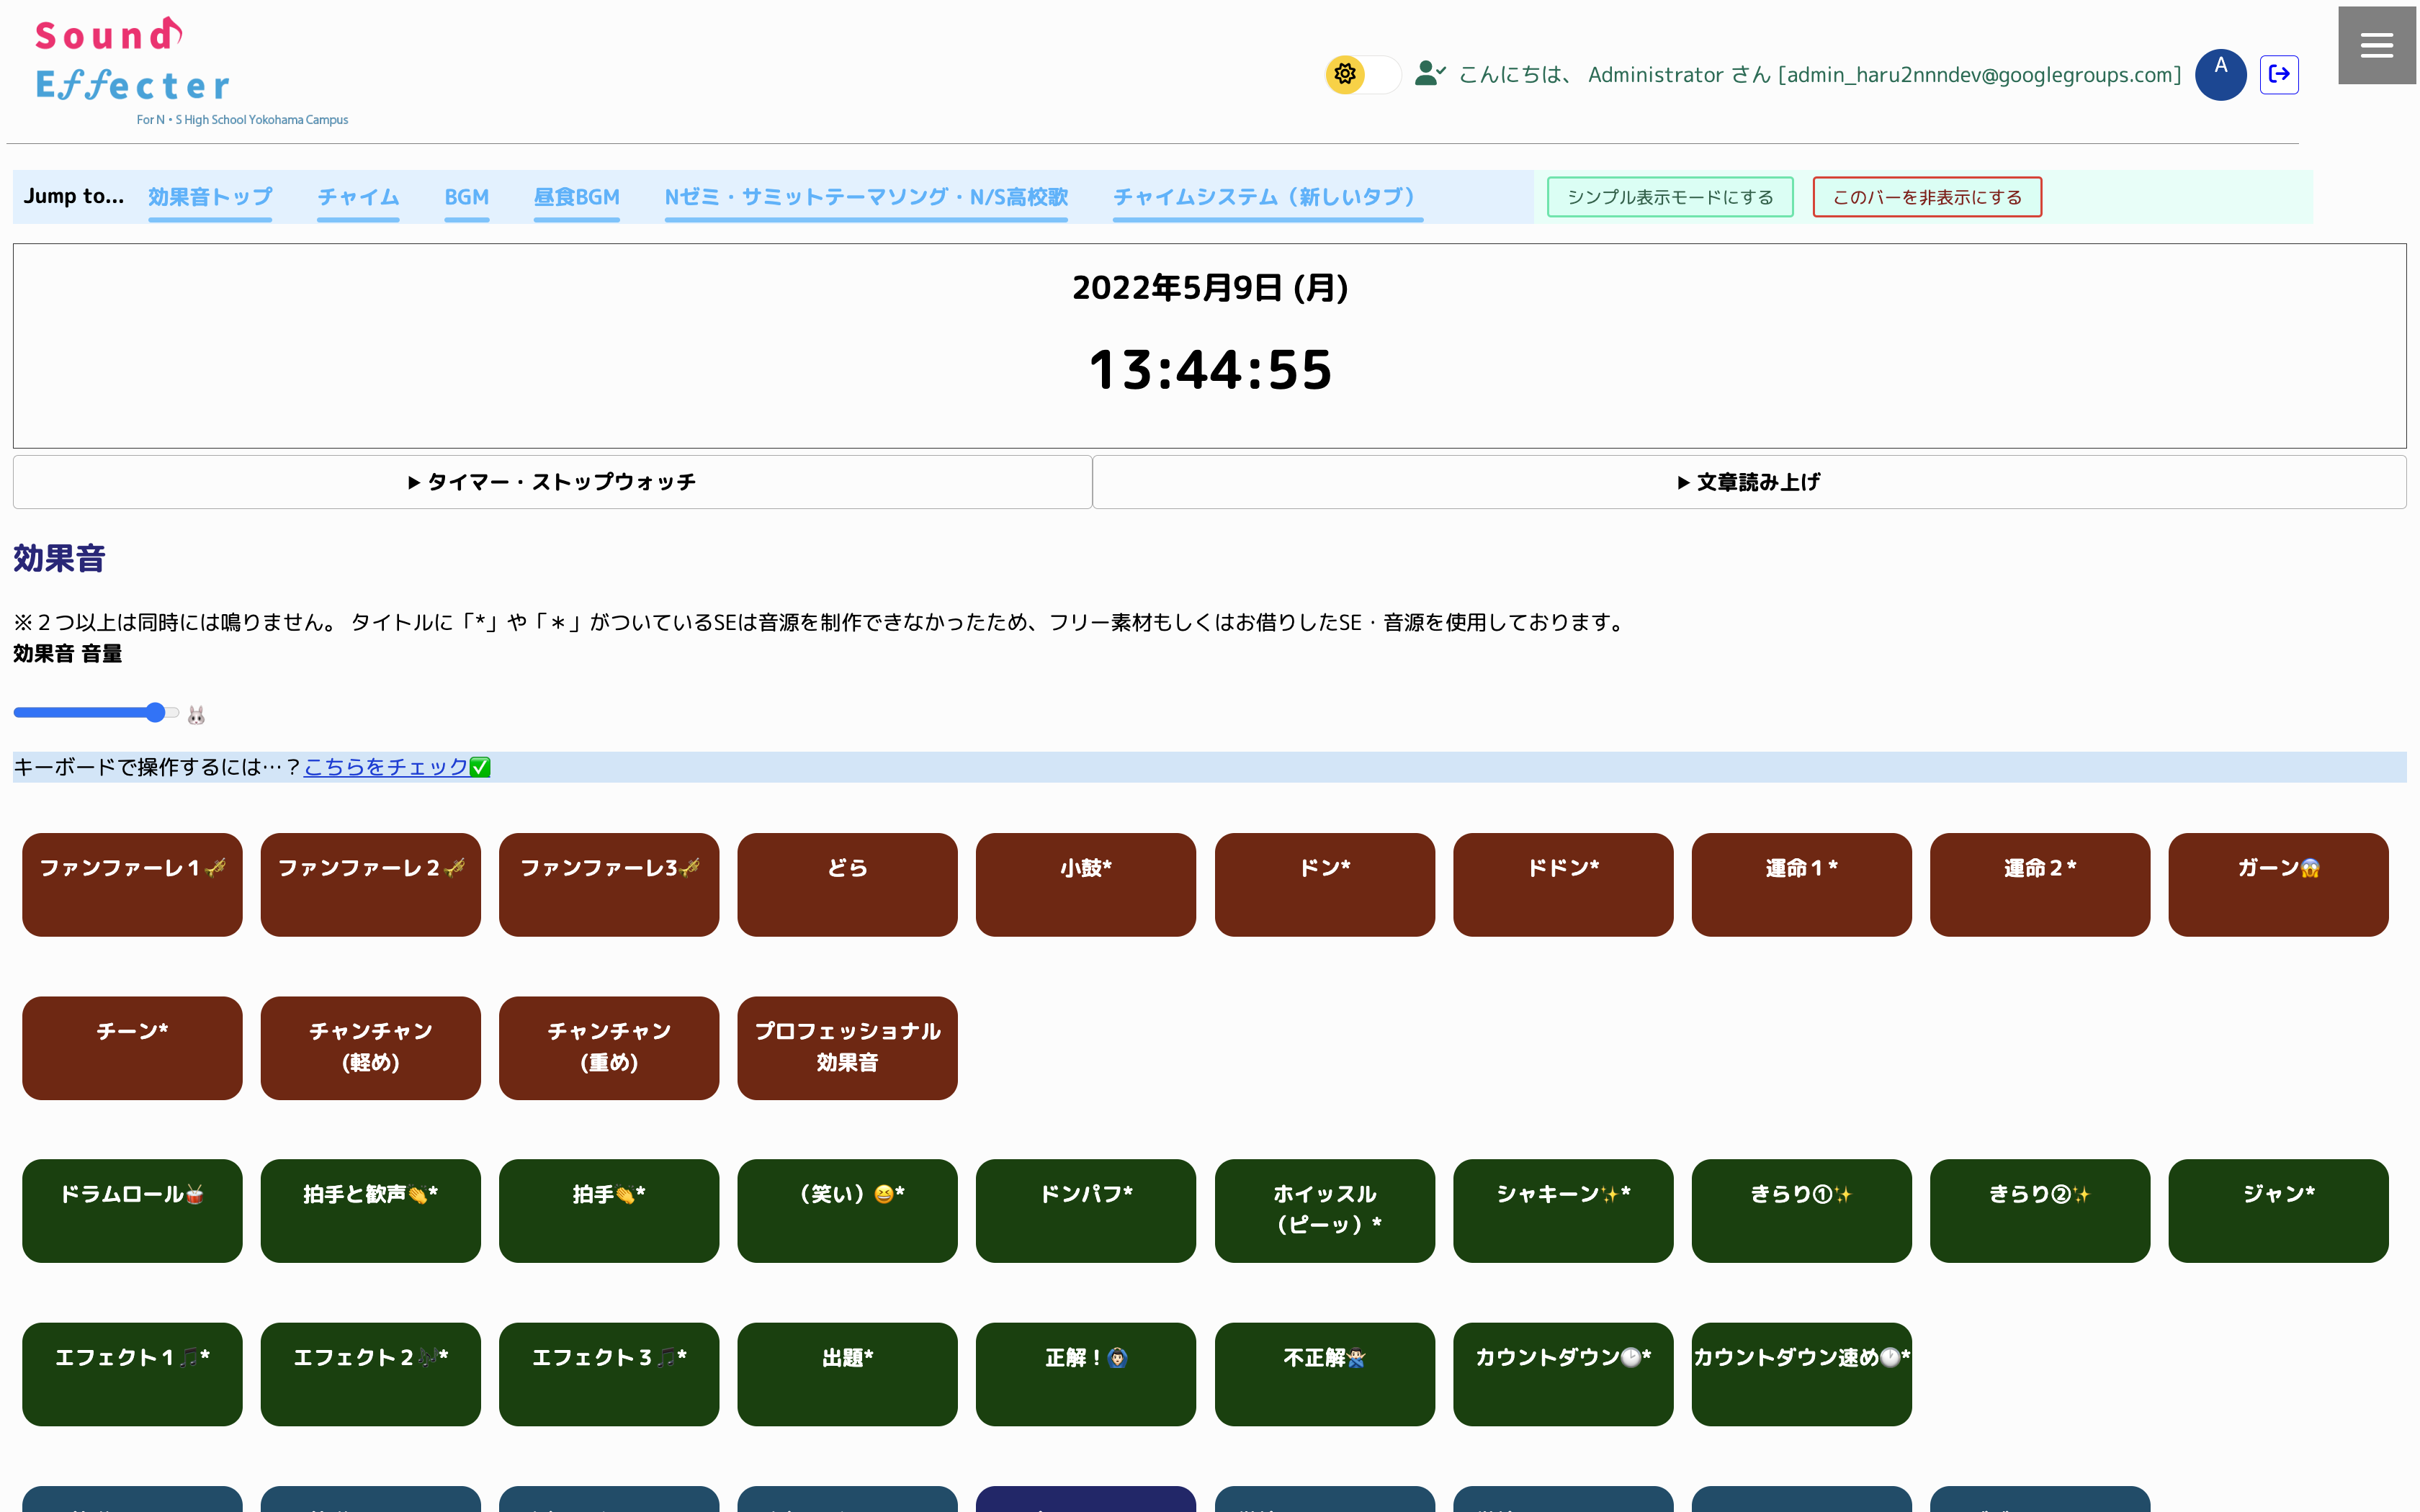 Sound
Effecter
For N・S High School Yokohama Campus
こんにちは、 Administrator さん [admin_haru2nnndev@googlegroups.com]
A
Jump to... 効果音トップ チャイム BGM 昼食BGM Nゼミ・サミットテーマソング・N/S高校歌 チャイムシステム（新しいタブ） シンプル表示モードにする このバーを非表示にする
2022年5月9日 (月)
13:44:55
▶ タイマー・ストップウォッチ ▶ 文章読み上げ
効果音
※２つ以上は同時には鳴りません。 タイトルに「*」や「＊」がついているSEは音源を制作できなかったため、フリー素材もしくはお借りしたSE・音源を使用しております。
効果音 音量
キーボードで操作するには…？こちらをチェック✅
ファンファーレ１🎺 ファンファーレ２🎺 ファンファーレ3🎺 どら 小鼓* ドン* ドドン* 運命１* 運命２* ガーン😱
チーン* チャンチャン (軽め) チャンチャン (重め) プロフェッショナル 効果音
ドラムロール🥁 拍手と歓声👏* 拍手👏* （笑い）😆* ドンパフ* ホイッスル （ピーッ）* シャキーン✨* きらり①✨ きらり②✨ ジャン*
エフェクト１🎵* エフェクト２🎶* エフェクト３🎵* 出題* 正解！🙆🏻‍♂️ 不正解🙅🏻‍♂️ カウントダウン🕑* カウントダウン速め🕐*